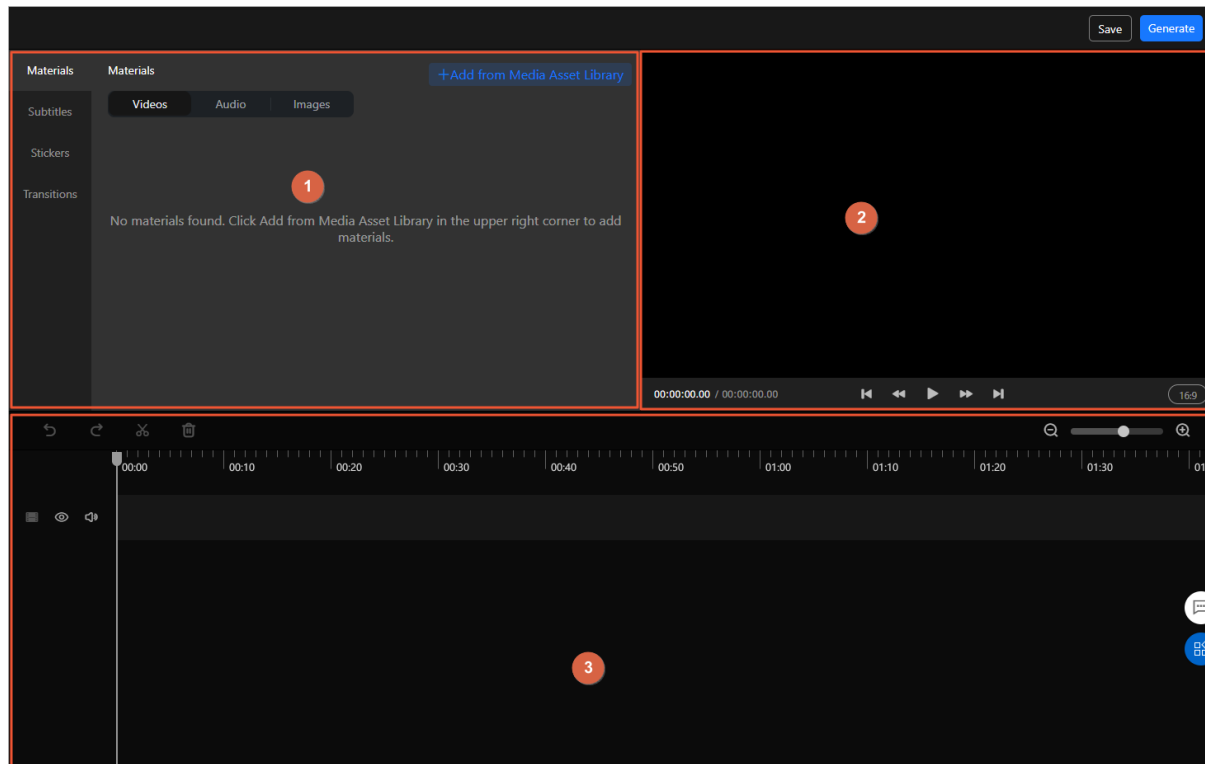 Save Generate
Materials Materials +Add from Media Asset Library
Videos Audio Images
Subtitles
Stickers
1
Transitions
No materials found. Click Add from Media Asset Library in the upper right corner to add
materials.
2
00:00:00.00 / 00:00:00.00 16:9
00:00 00:10 00:20 00:30 00:40 00:50 01:00 01:10 01:20 01:30 01
3